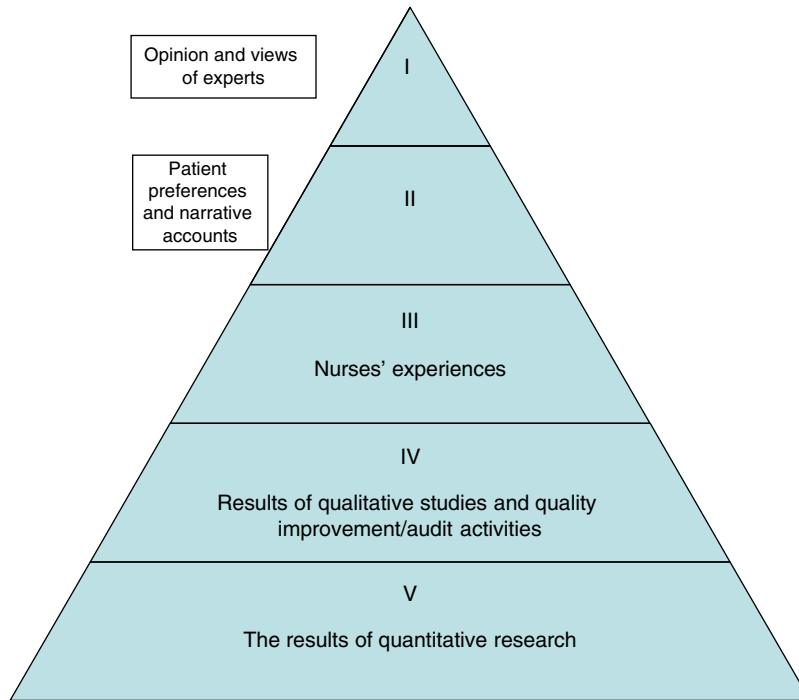 Opinion and views
of experts
I
Patient
preferences
and narrative
accounts
II
III
Nurses’ experiences
IV
Results of qualitative studies and quality
improvement/audit activities
V
The results of quantitative research